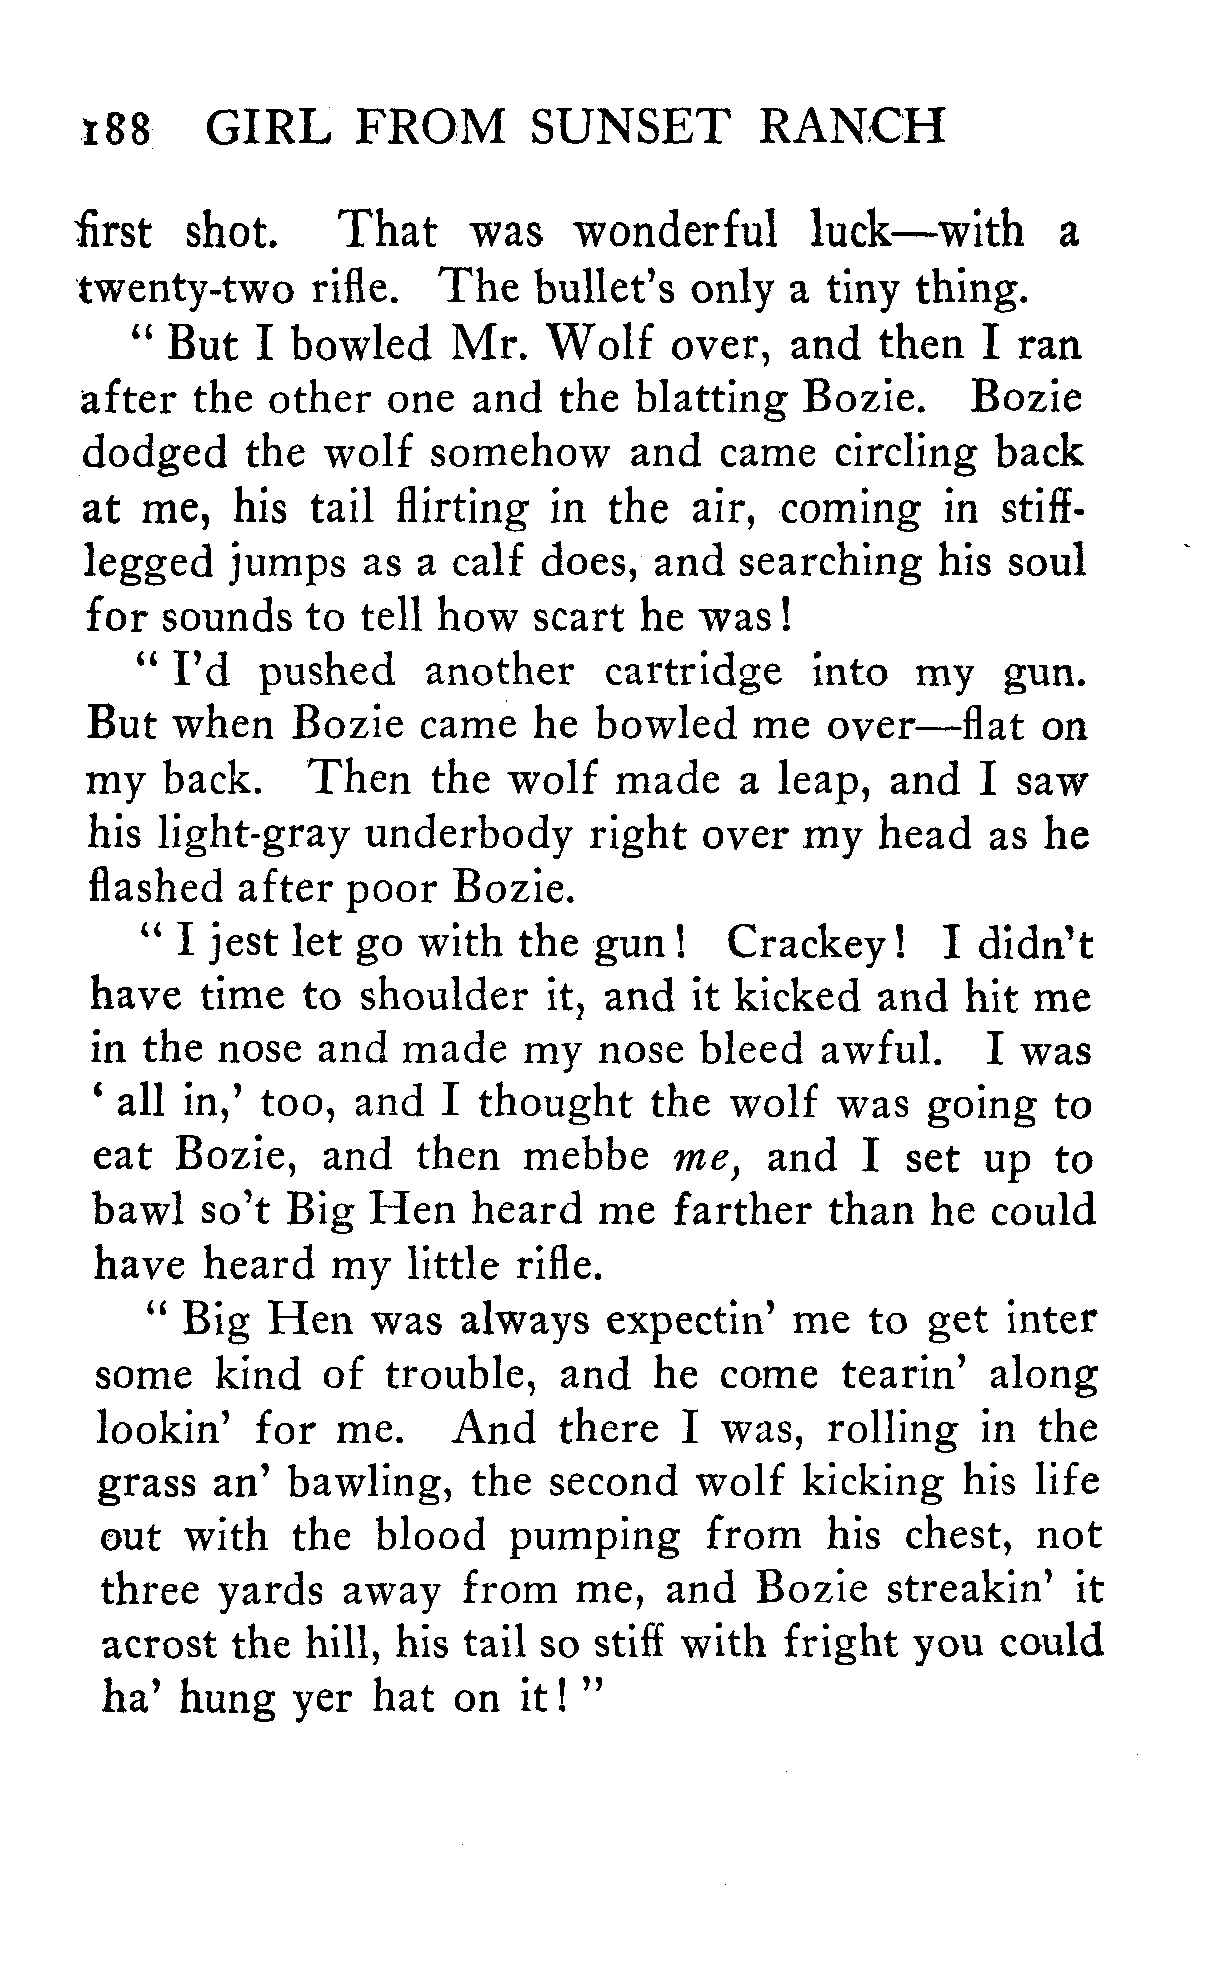 188 GIRL FROM SUNSET RANCH
first shot. That was wonderful luck—with a
twenty-two rifle. The bullet's only a tiny thing.
" But I bowled Mr. Wolf over, and then I ran
after the other one and the blatting Bozie. Bozie
dodged the wolf somehow and came circling back
at me, his tail flirting in the air, coming in stiff-
legged jumps as a calf does, and searching his soul
for sounds to tell how scart he was!
" I'd pushed another cartridge into my gun.
But when Bozie came he bowled me over—flat on
my back. Then the wolf made a leap, and I saw
his light-gray underbody right over my head as he
flashed after poor Bozie.
" I jest let go with the gun! Crackey! I didn't
have time to shoulder it, and it kicked and hit me
in the nose and made my nose bleed awful. I was
' all in,' too, and I thought the wolf was going to
eat Bozie, and then mebbe me, and I set up to
bawl so't Big Hen heard me farther than he could
have heard my little rifle.
" Big Hen was always expectin' me to get inter
some kind of trouble, and he come tearin' along
lookin' for me. And there I was, rolling in the
grass an' bawling, the second wolf kicking his life
out with the blood pumping from his chest, not
three yards away from me, and Bozie streakin' it
acrost the hill, his tail so stiff with fright you could
ha' hung yer hat on it! "